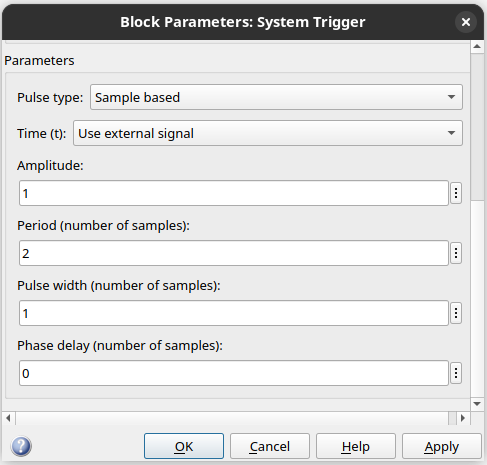 Block Parameters: System Trigger
Parameters
Pulse type: Sample based
Time (t): Use external signal
Amplitude:
1
Period (number of samples):
2
Pulse width (number of samples):
1
Phase delay (number of samples):
0
OK Cancel Help Apply